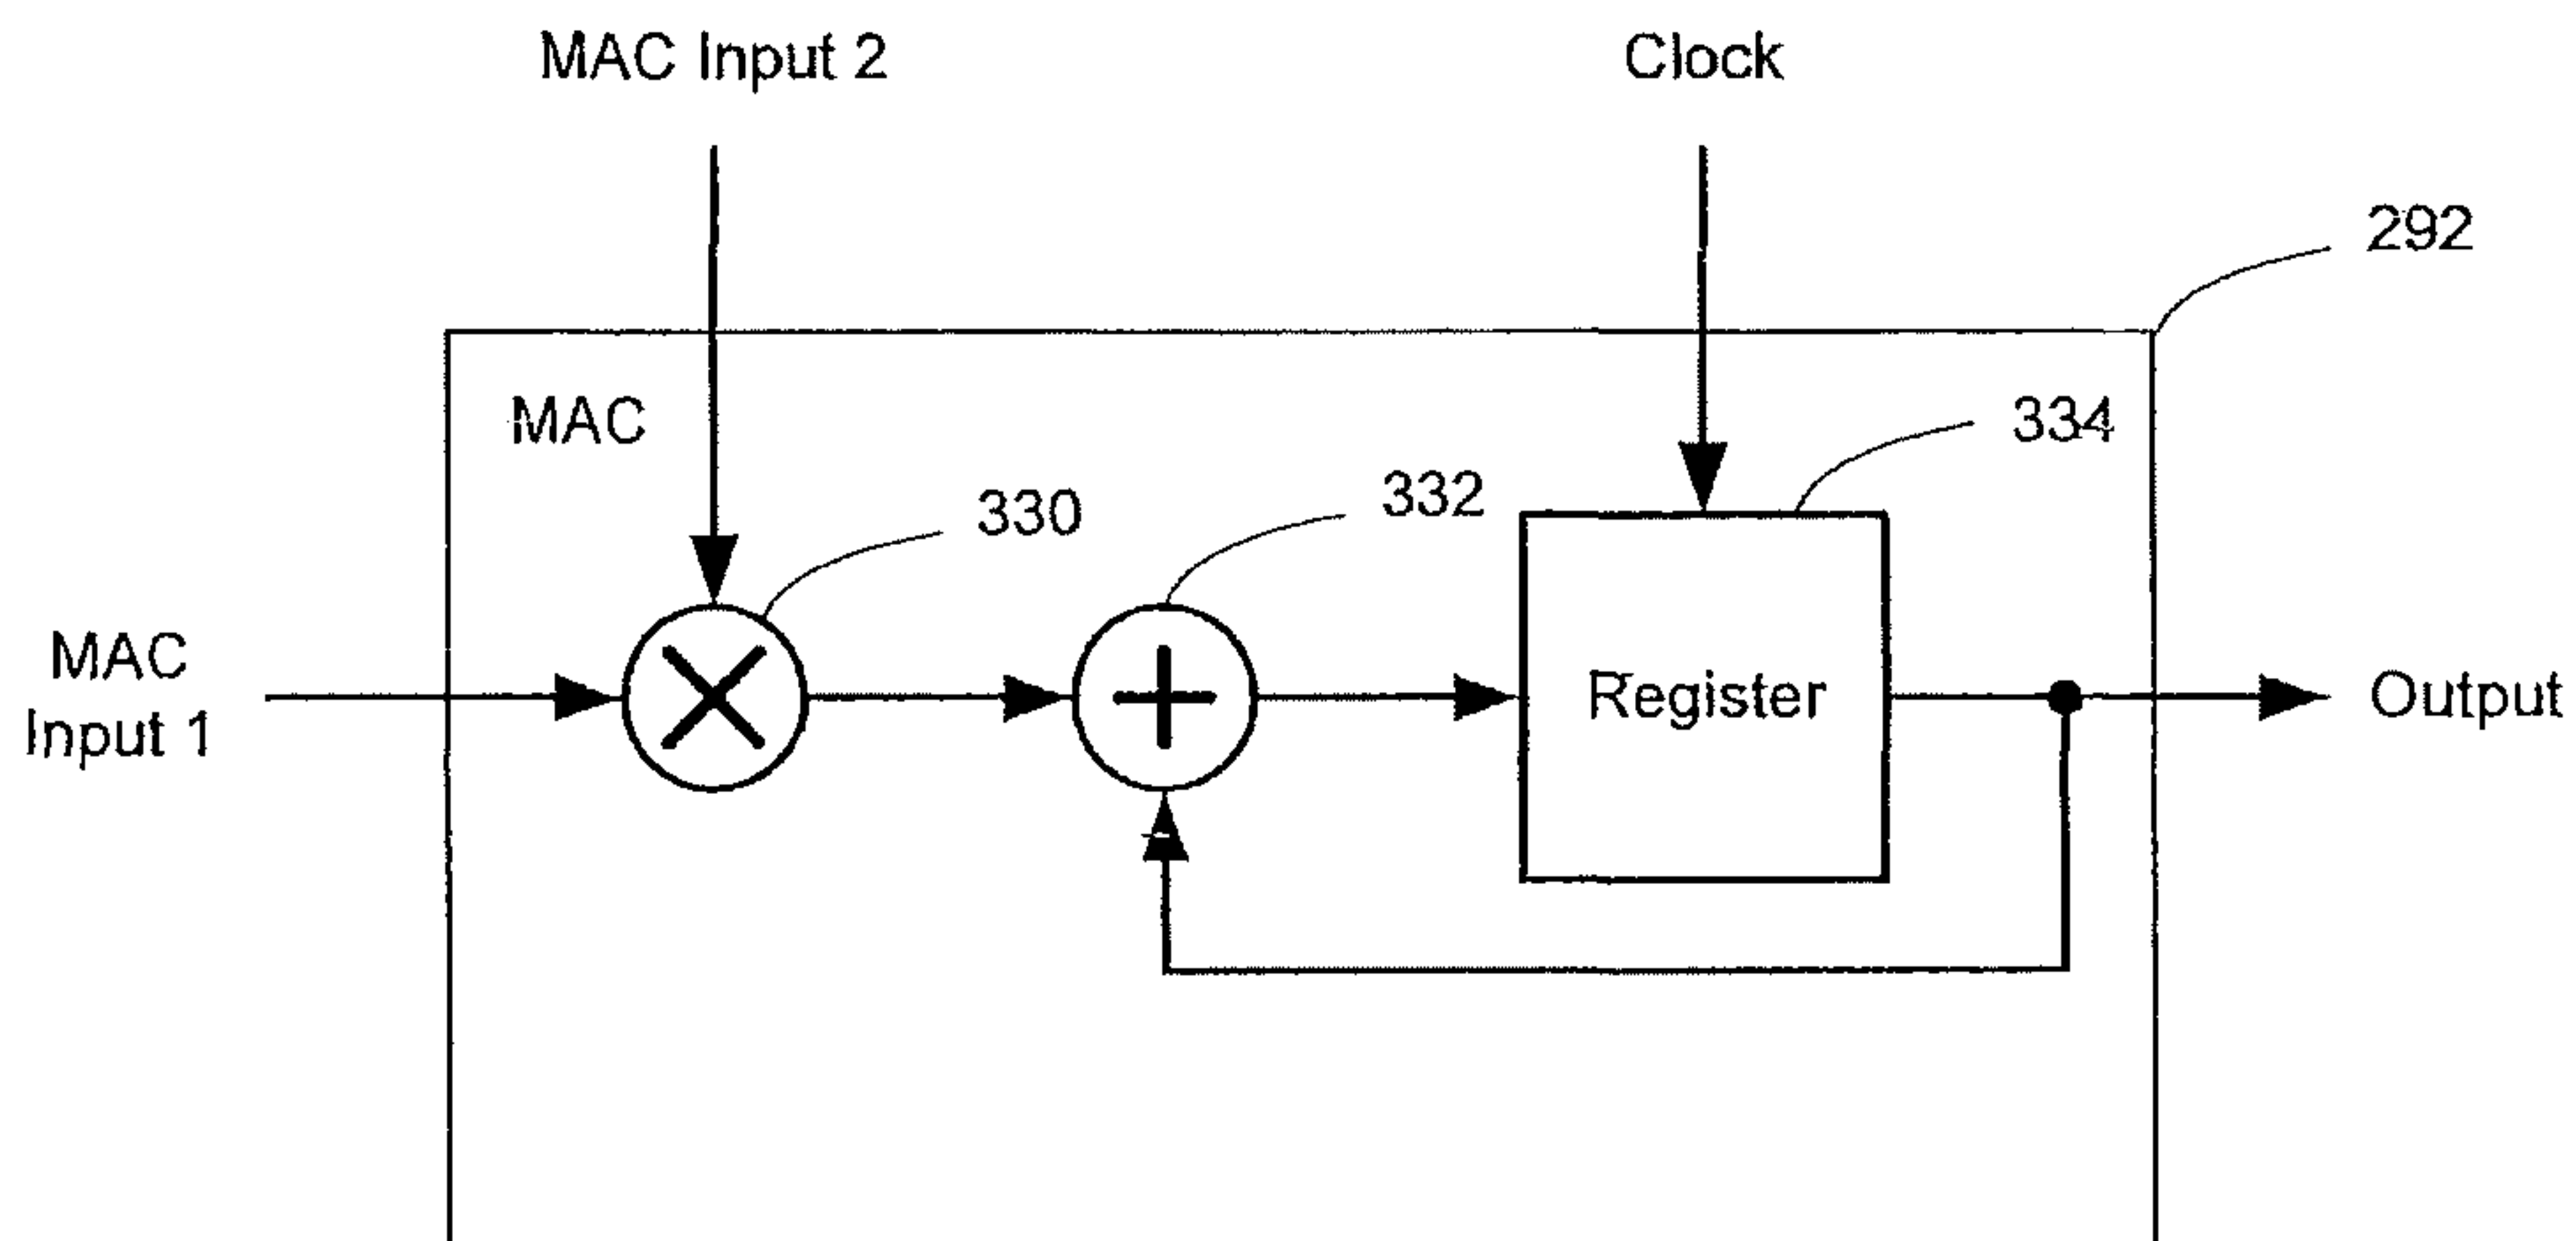 MAC Input 2
Clock
292
MAC
334
332
330
MAC
Input 1
Register
Output